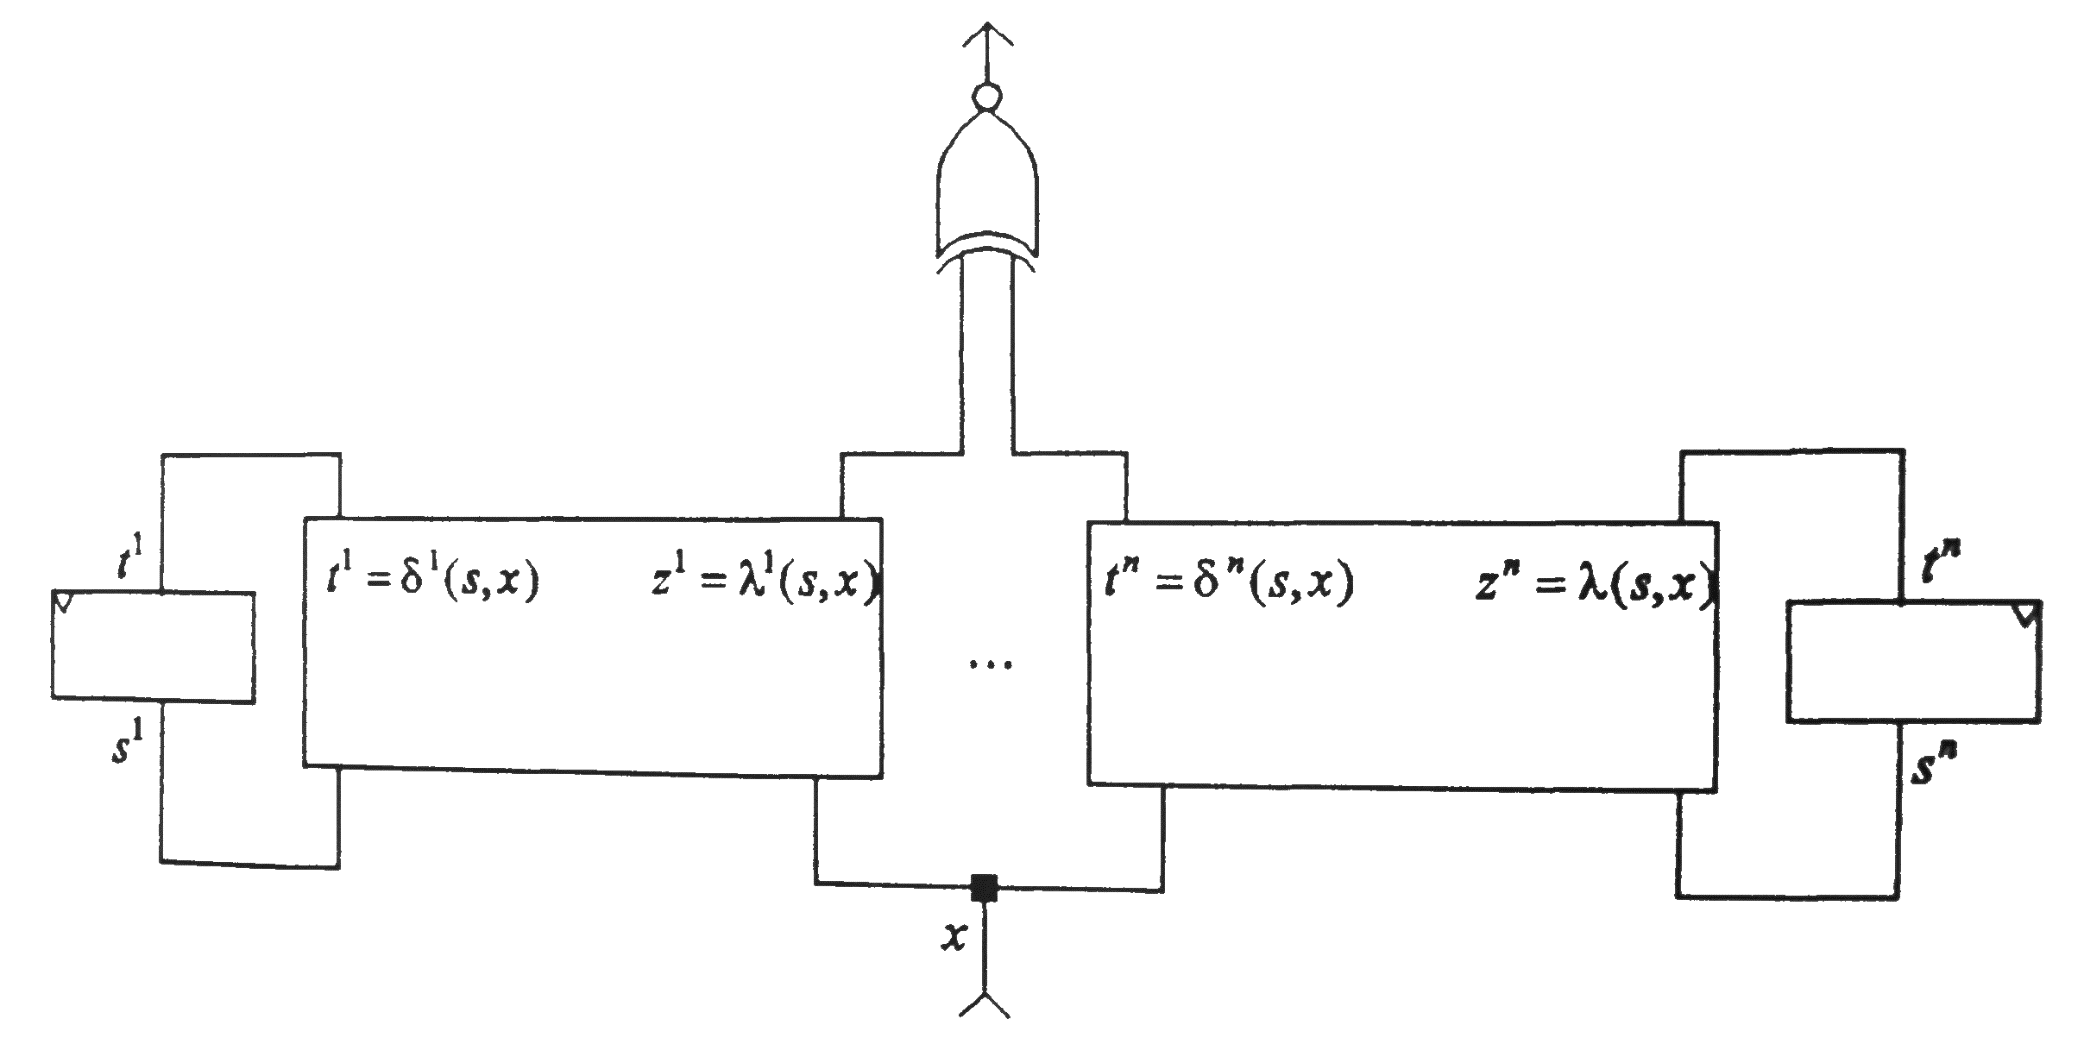 t¹
t¹ = δ¹(s,x)
z¹ = λ¹(s,x)
tⁿ = δⁿ(s,x)
zⁿ = λ(s,x)
tⁿ
...
s¹
sⁿ
x